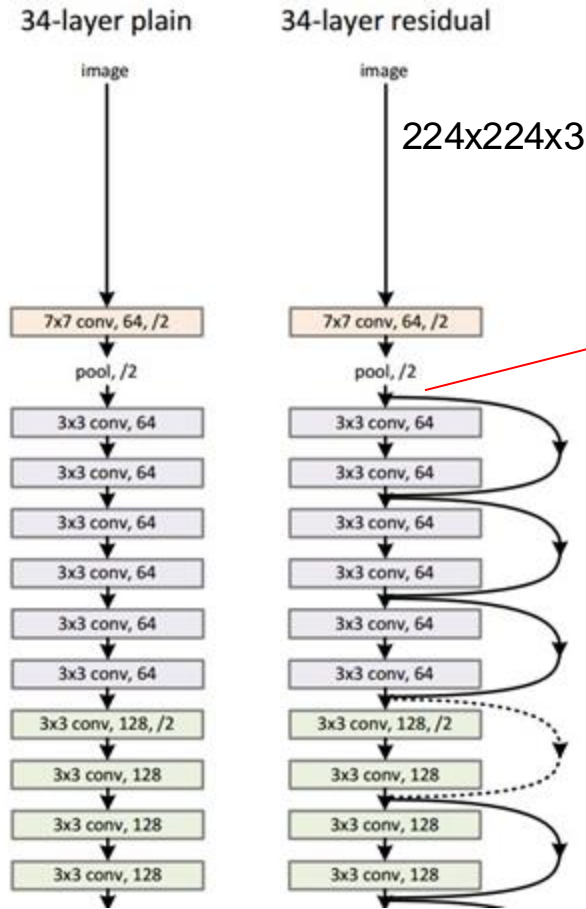 34-layer plain
image
7x7 conv, 64, /2
pool, /2
3x3 conv, 64
3x3 conv, 64
3x3 conv, 64
3x3 conv, 64
3x3 conv, 64
3x3 conv, 64
3x3 conv, 128, /2
3x3 conv, 128
3x3 conv, 128
3x3 conv, 128
34-layer residual
image
224x224x3
7x7 conv, 64, /2
pool, /2
3x3 conv, 64
3x3 conv, 64
3x3 conv, 64
3x3 conv, 64
3x3 conv, 64
3x3 conv, 64
3x3 conv, 128, /2
3x3 conv, 128
3x3 conv, 128
3x3 conv, 128